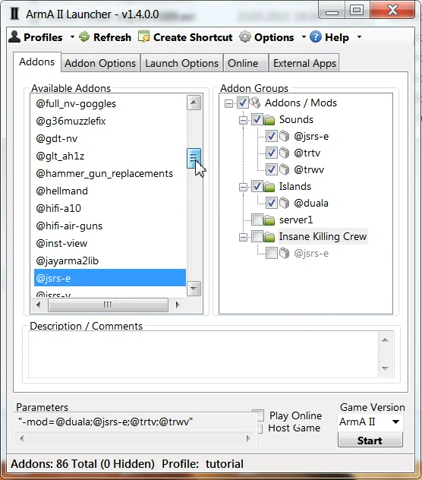 ArmA II Launcher - v1.4.0.0
Profiles Refresh Create Shortcut Options Help
Addons Addon Options Launch Options Online External Apps
Available Addons
@full_nv-goggles
@g36muzzlefix
@gdt-nv
@glt_ah1z
@hammer_gun_replacements
@hellmand
@hifi-a10
@hifi-air-guns
@inst-view
@jayarma2lib
@jsrs-e
@jsrs-v
Addon Groups
Addons / Mods
Sounds
@jsrs-e
@trtv
@trwv
Islands
@duala
server1
Insane Killing Crew
@jsrs-e
Description / Comments
Parameters
"-mod=@duala;@jsrs-e;@trtv;@trwv"
Play Online
Host Game
Game Version
ArmA II
Start
Addons: 86 Total (0 Hidden) Profile: tutorial